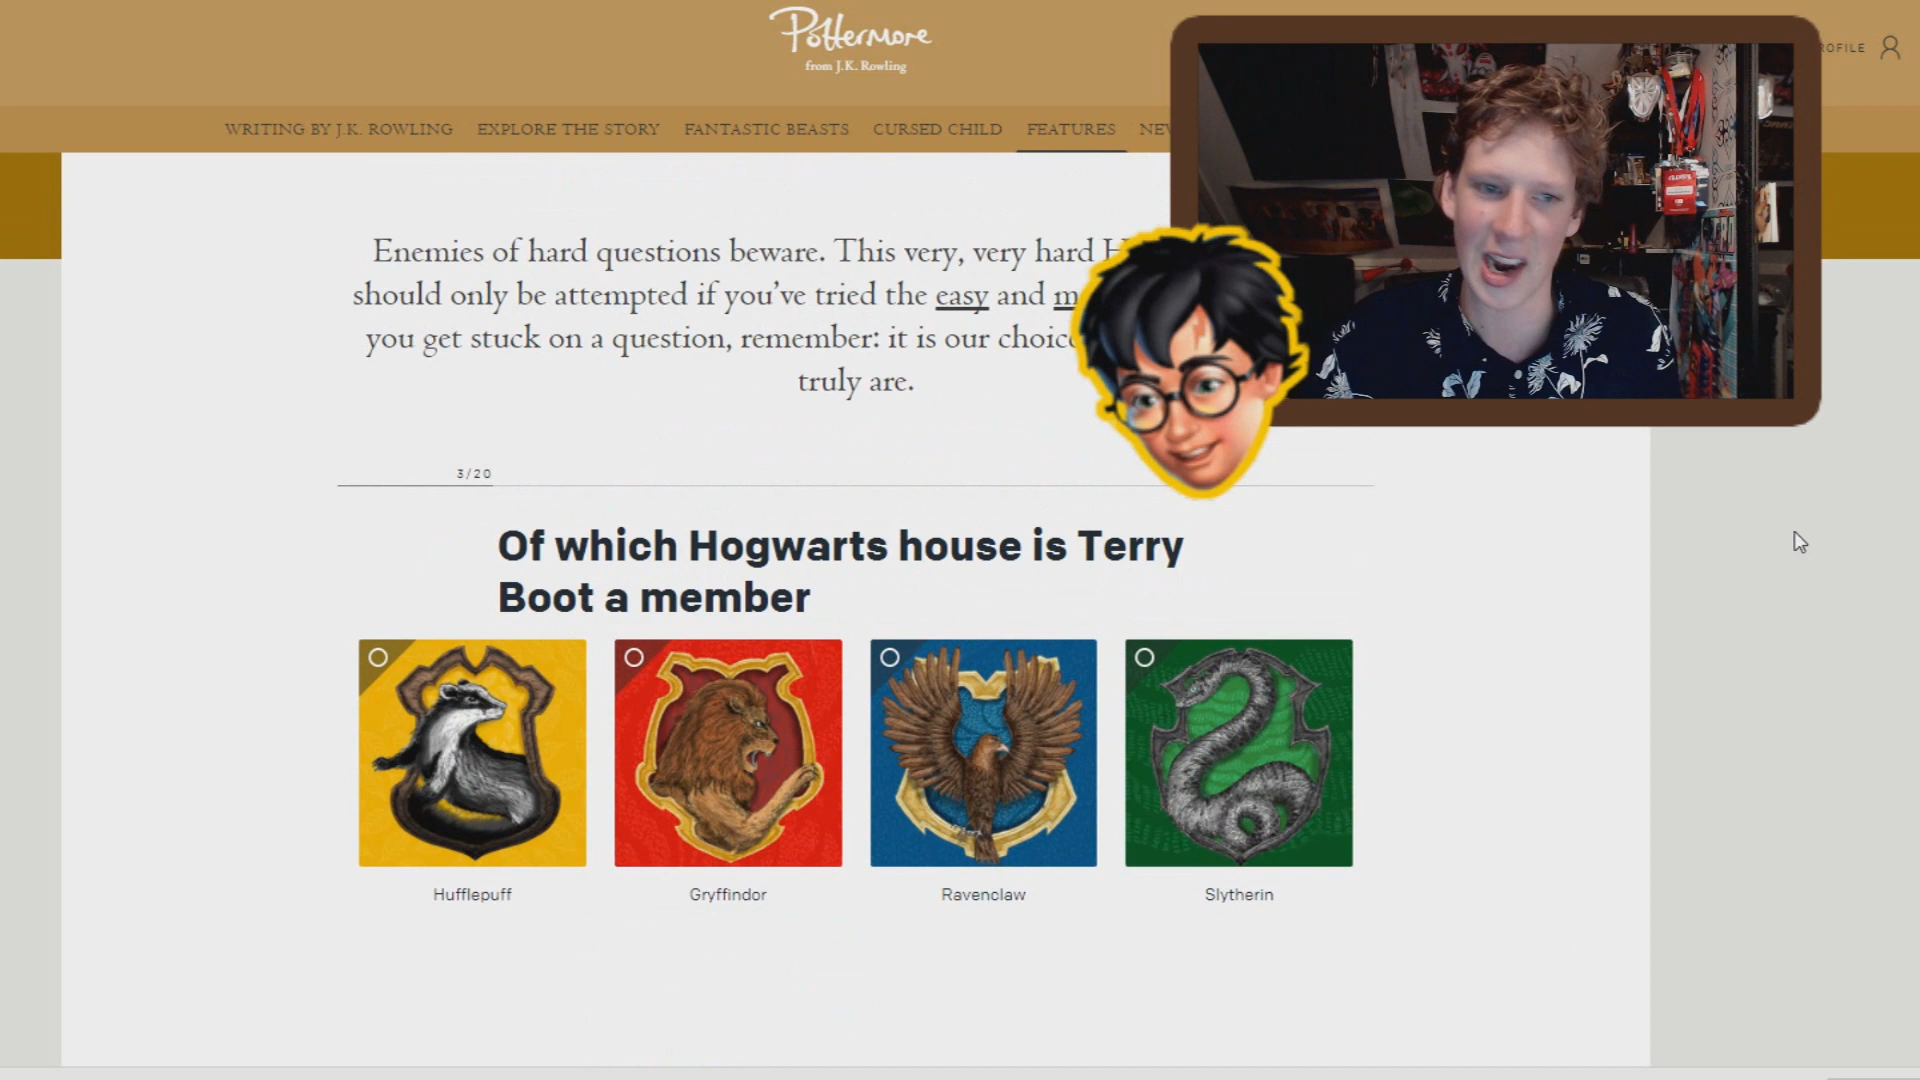 Pottermore
from J.K. Rowling
PROFILE
WRITING BY J.K. ROWLING EXPLORE THE STORY FANTASTIC BEASTS CURSED CHILD FEATURES NEW
Enemies of hard questions beware. This very, very hard H
should only be attempted if you've tried the easy and m
you get stuck on a question, remember: it is our choic
truly are.
3/20
Of which Hogwarts house is Terry
Boot a member
Hufflepuff Gryffindor Ravenclaw Slytherin